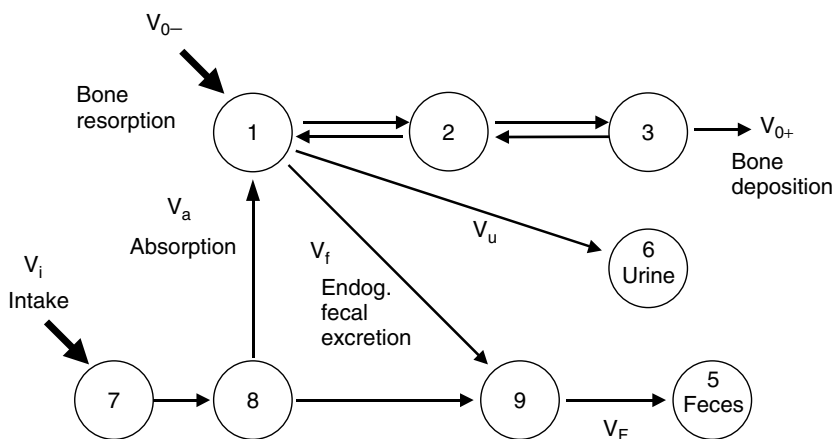 V0–
Bone
resorption
1
2
3
V0+
Bone
deposition
Va
Absorption
Vf
Endog.
fecal
excretion
Vu
6
Urine
Vi
Intake
7
8
9
VF
5
Feces